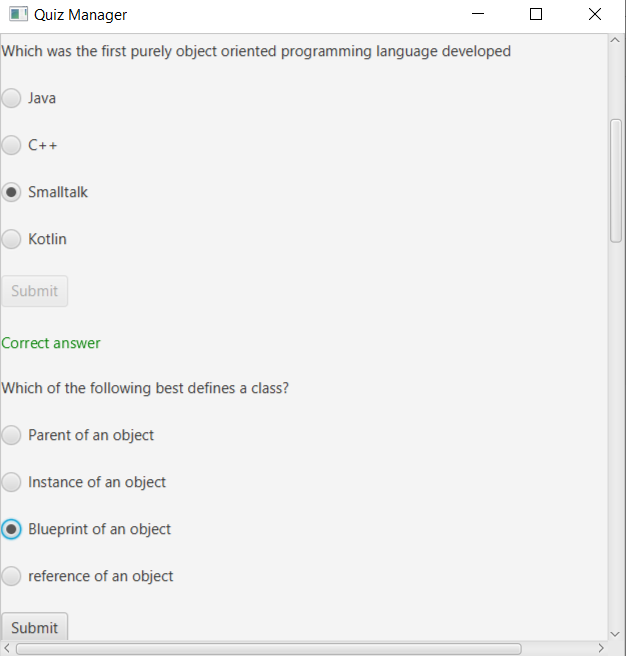 Quiz Manager
Which was the first purely object oriented programming language developed
Java
C++
Smalltalk
Kotlin
Submit
Correct answer
Which of the following best defines a class?
Parent of an object
Instance of an object
Blueprint of an object
reference of an object
Submit